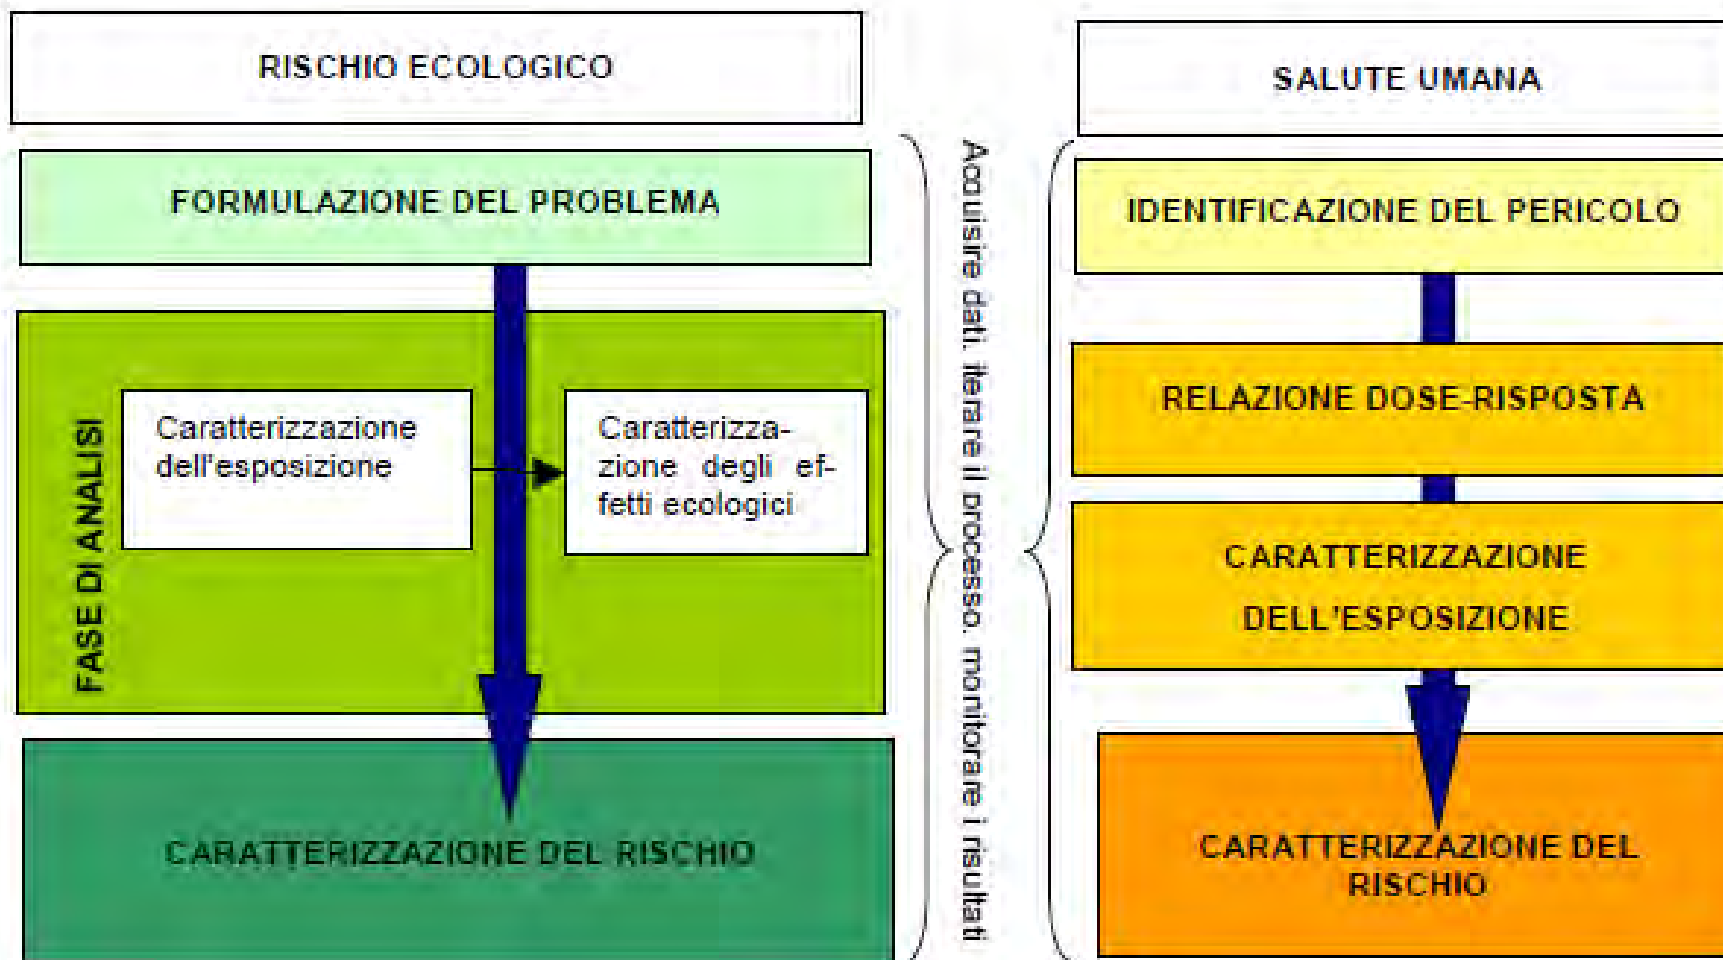 RISCHIO ECOLOGICO
FORMULAZIONE DEL PROBLEMA
FASE DI ANALISI
Caratterizzazione
dell'esposizione
Caratterizza-
zione degli ef-
fetti ecologici
CARATTERIZZAZIONE DEL RISCHIO
Acquisire dati, iterare il processo, monitorare i risultati
SALUTE UMANA
IDENTIFICAZIONE DEL PERICOLO
RELAZIONE DOSE-RISPOSTA
CARATTERIZZAZIONE
DELL'ESPOSIZIONE
CARATTERIZZAZIONE DEL
RISCHIO